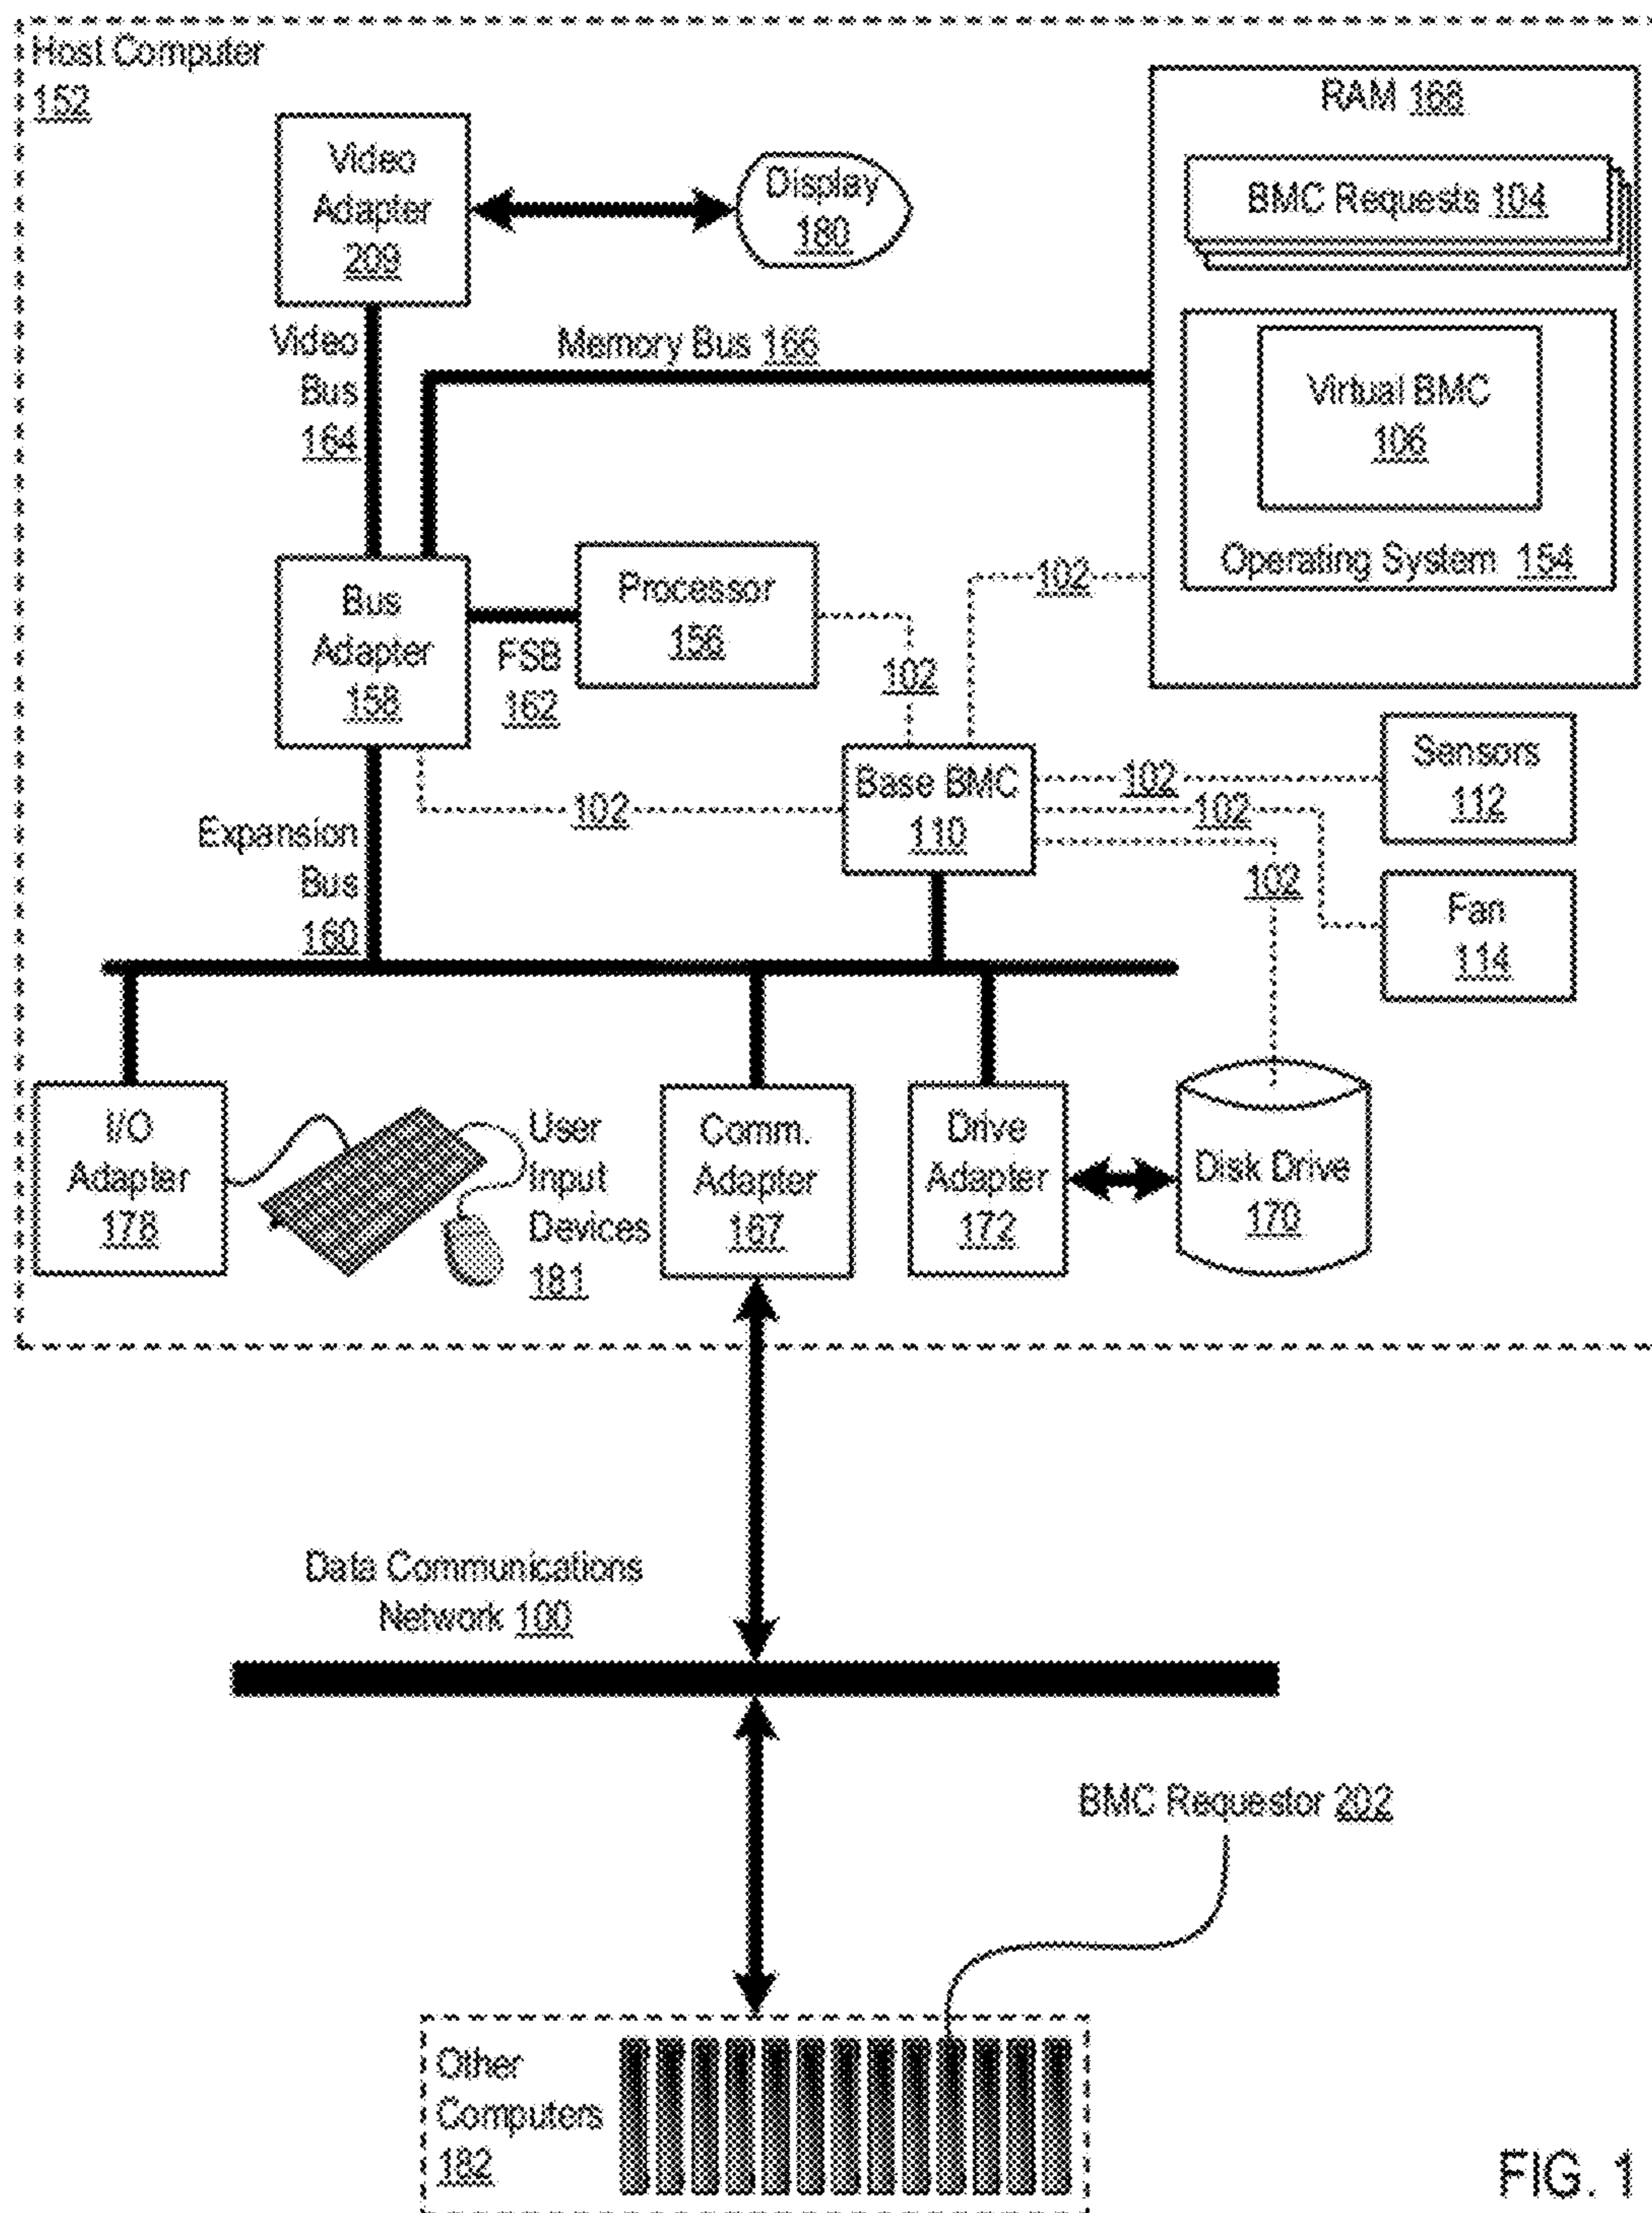 Host Computer
152
RAM 168
Video
Adapter
209
Display
180
BMC Requests 104
Video
Bus
164
Memory Bus 166
Virtual BMC
106
Operating System 154
Bus
Adapter
158
FSB
162
Processor
156
102
102
102
Base BMC
110
102
102
102
Sensors
112
Fan
114
Expansion
Bus
160
I/O
Adapter
178
User
Input
Devices
181
Comm.
Adapter
167
Drive
Adapter
172
Disk Drive
170
Data Communications
Network 100
BMC Requestor 202
Other
Computers
182
FIG. 1